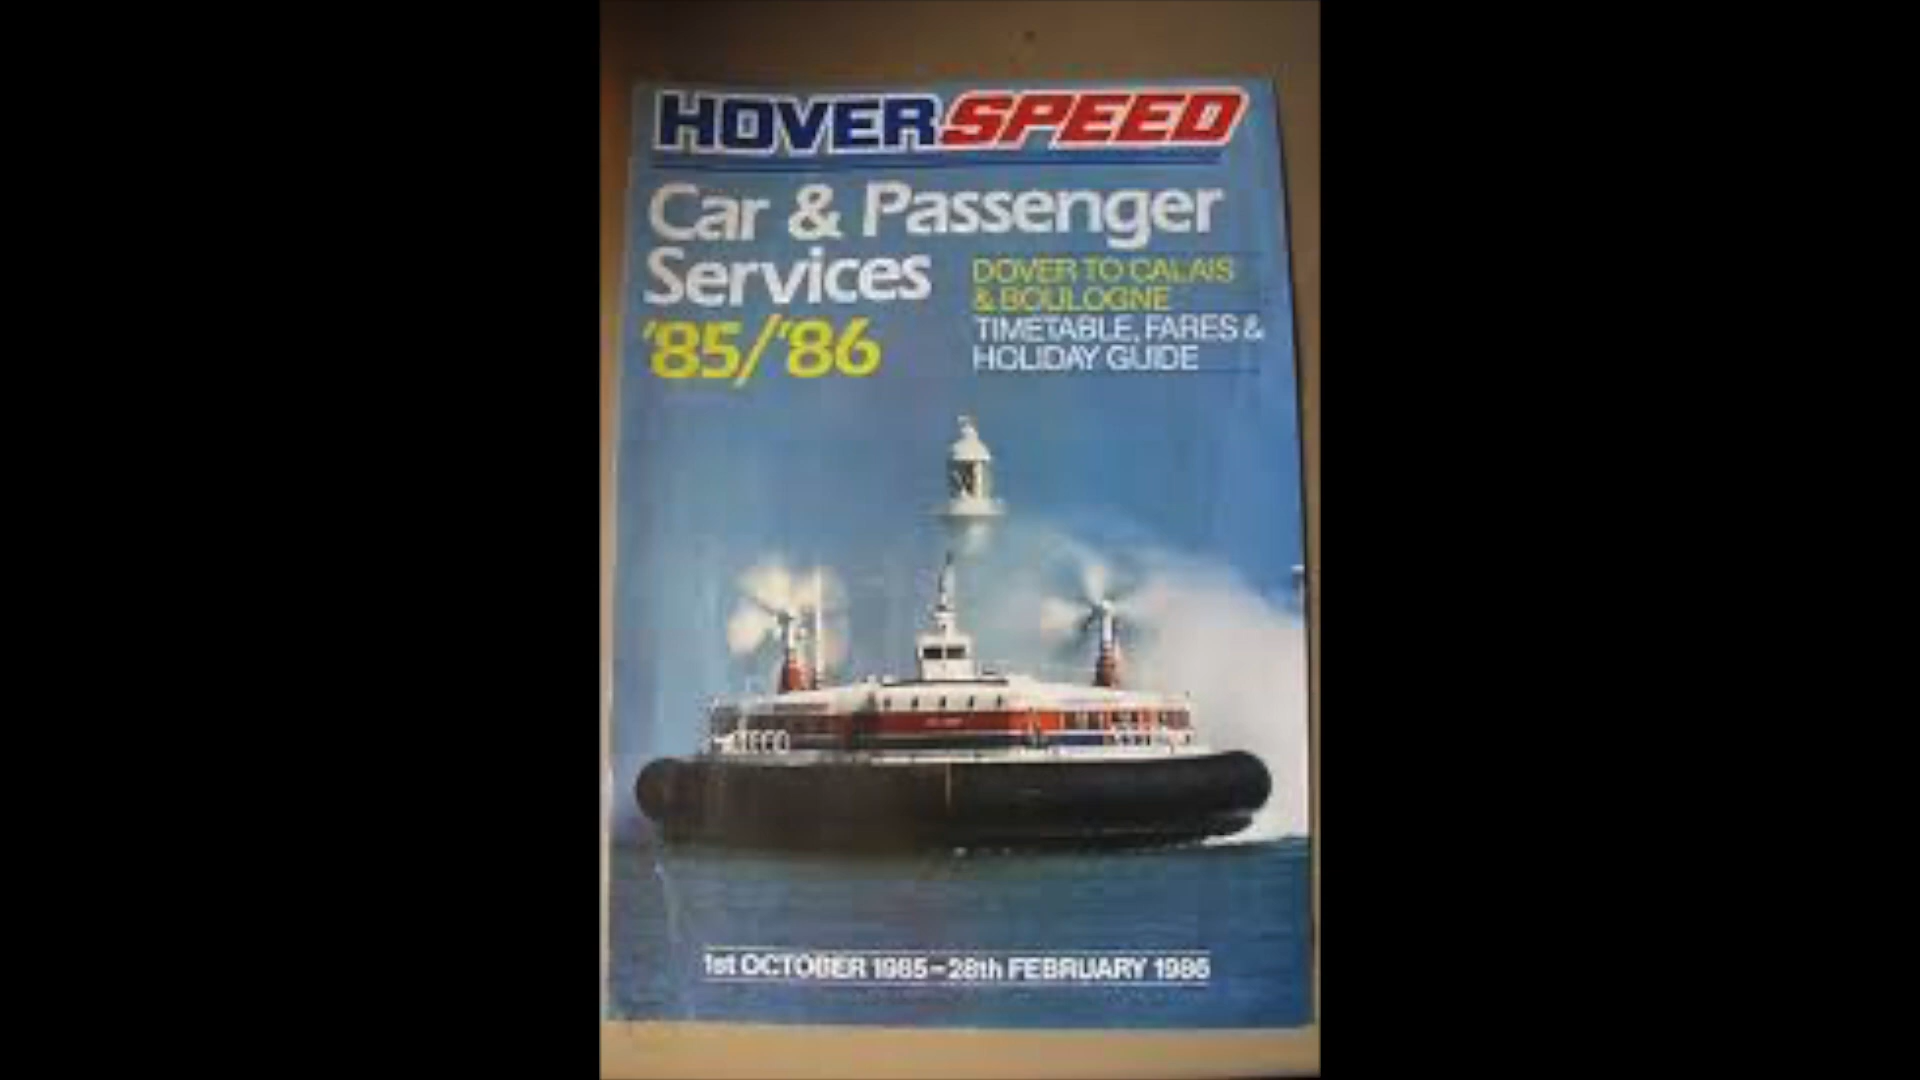 HOVERSPEED
Car & Passenger
Services
'85/'86
DOVER TO CALAIS
& BOULOGNE
TIMETABLE, FARES &
HOLIDAY GUIDE
1st OCTOBER 1985-28th FEBRUARY 1986